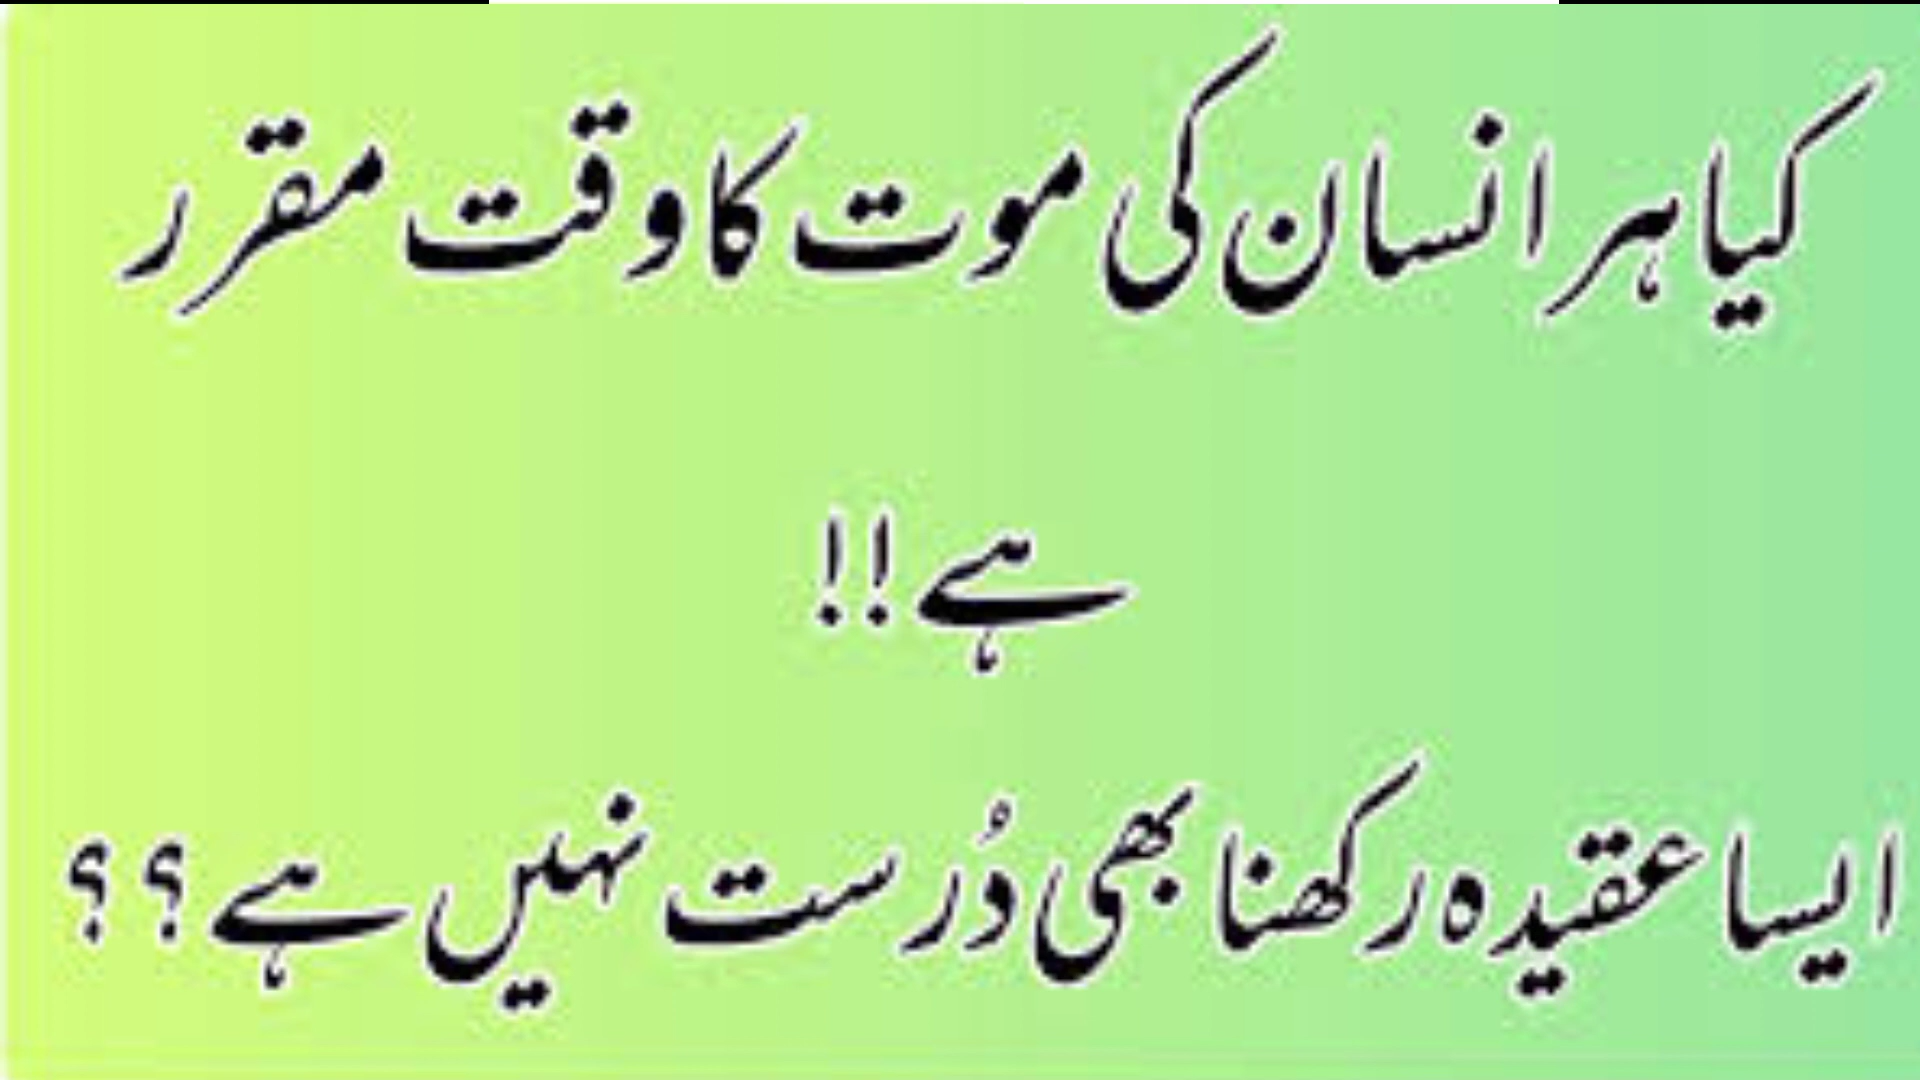 کیا ہر انسان کی موت کا وقت مقرر
ہے !!
ایسا عقیدہ رکھنا بھی دُرست نہیں ہے ؟؟